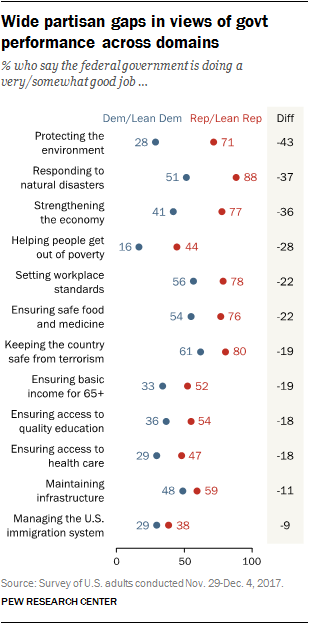 Wide partisan gaps in views of govt
performance across domains
% who say the federal government is doing a
very/somewhat good job ...
Dem/Lean Dem Rep/Lean Rep Diff
Protecting the
environment 28 71 -43
Responding to
natural disasters 51 88 -37
Strengthening
the economy 41 77 -36
Helping people get
out of poverty 16 44 -28
Setting workplace
standards 56 78 -22
Ensuring safe food
and medicine 54 76 -22
Keeping the country
safe from terrorism 61 80 -19
Ensuring basic
income for 65+ 33 52 -19
Ensuring access to
quality education 36 54 -18
Ensuring access to
health care 29 47 -18
Maintaining
infrastructure 48 59 -11
Managing the U.S.
immigration system 29 38 -9
0 100
Source: Survey of U.S. adults conducted Nov. 29-Dec. 4, 2017.
PEW RESEARCH CENTER